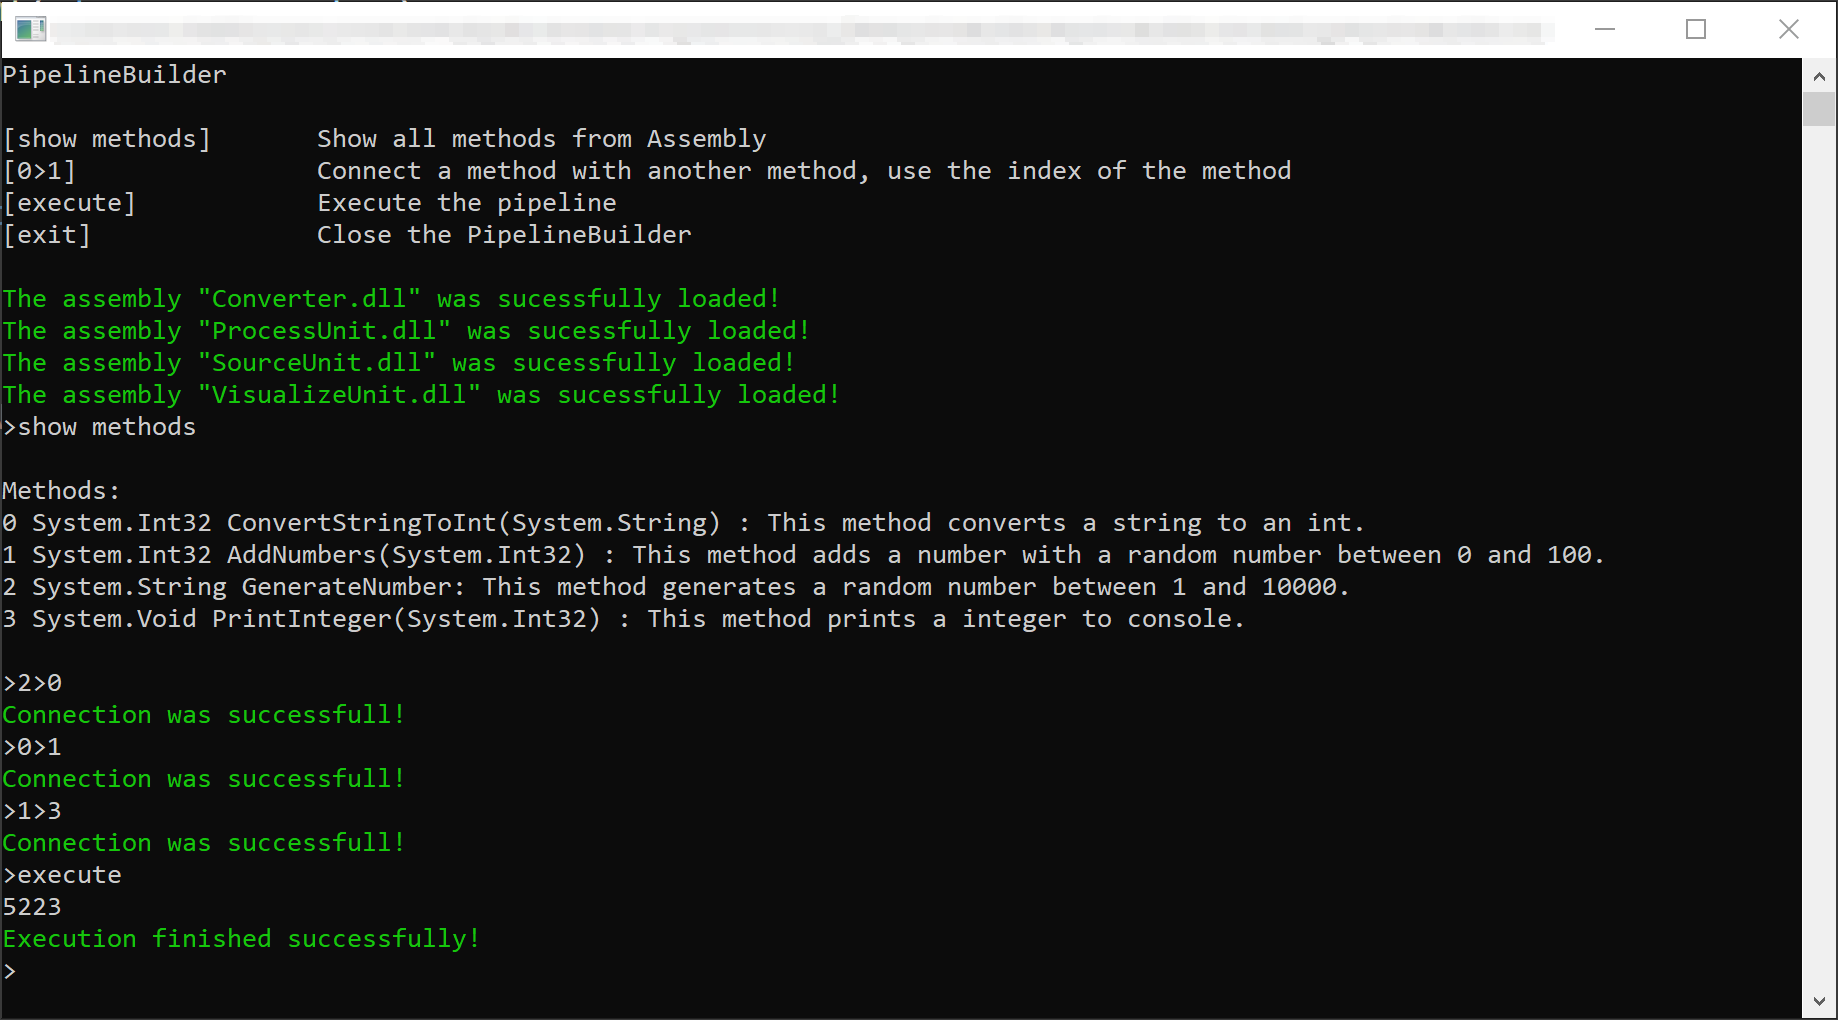 PipelineBuilder
[show methods]       Show all methods from Assembly
[0>1]                Connect a method with another method, use the index of the method
[execute]            Execute the pipeline
[exit]               Close the PipelineBuilder
The assembly "Converter.dll" was sucessfully loaded!
The assembly "ProcessUnit.dll" was sucessfully loaded!
The assembly "SourceUnit.dll" was sucessfully loaded!
The assembly "VisualizeUnit.dll" was sucessfully loaded!
>show methods
Methods:
0 System.Int32 ConvertStringToInt(System.String) : This method converts a string to an int.
1 System.Int32 AddNumbers(System.Int32) : This method adds a number with a random number between 0 and 100.
2 System.String GenerateNumber: This method generates a random number between 1 and 10000.
3 System.Void PrintInteger(System.Int32) : This method prints a integer to console.
>2>0
Connection was successfull!
>0>1
Connection was successfull!
>1>3
Connection was successfull!
>execute
5223
Execution finished successfully!
>